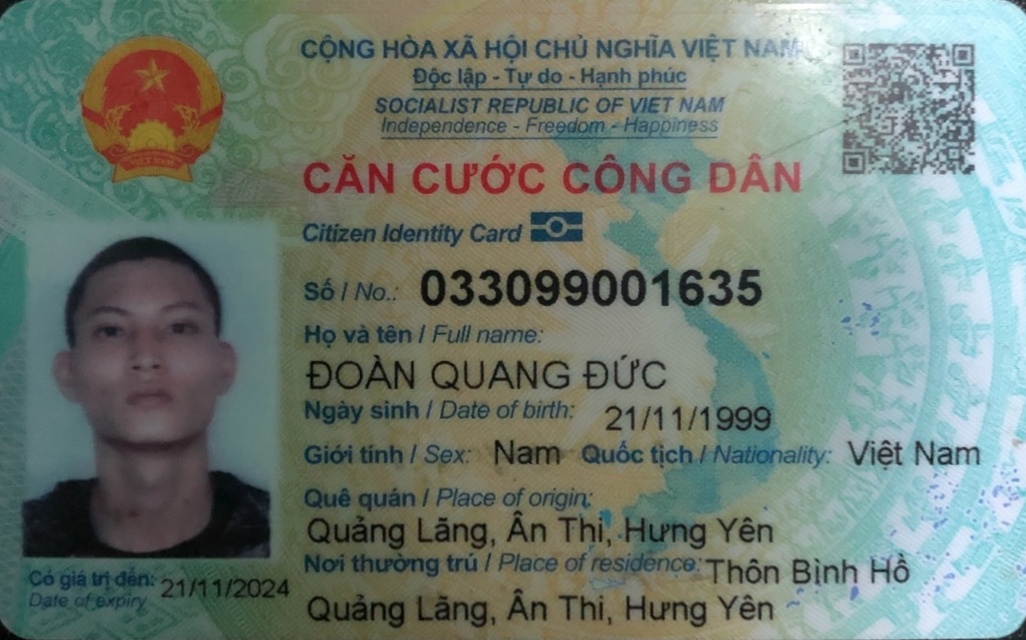 CỘNG HÒA XÃ HỘI CHỦ NGHĨA VIỆT NAM
Độc lập - Tự do - Hạnh phúc
SOCIALIST REPUBLIC OF VIET NAM
Independence - Freedom - Happiness
CĂN CƯỚC CÔNG DÂN
Citizen Identity Card
Số / No.: 033099001635
Họ và tên / Full name:
ĐOÀN QUANG ĐỨC
Ngày sinh / Date of birth: 21/11/1999
Giới tính / Sex: Nam Quốc tịch / Nationality: Việt Nam
Quê quán / Place of origin:
Quảng Lãng, Ân Thi, Hưng Yên
Nơi thường trú / Place of residence: Thôn Bình Hồ
Quảng Lãng, Ân Thi, Hưng Yên
Có giá trị đến: 21/11/2024
Date of expiry